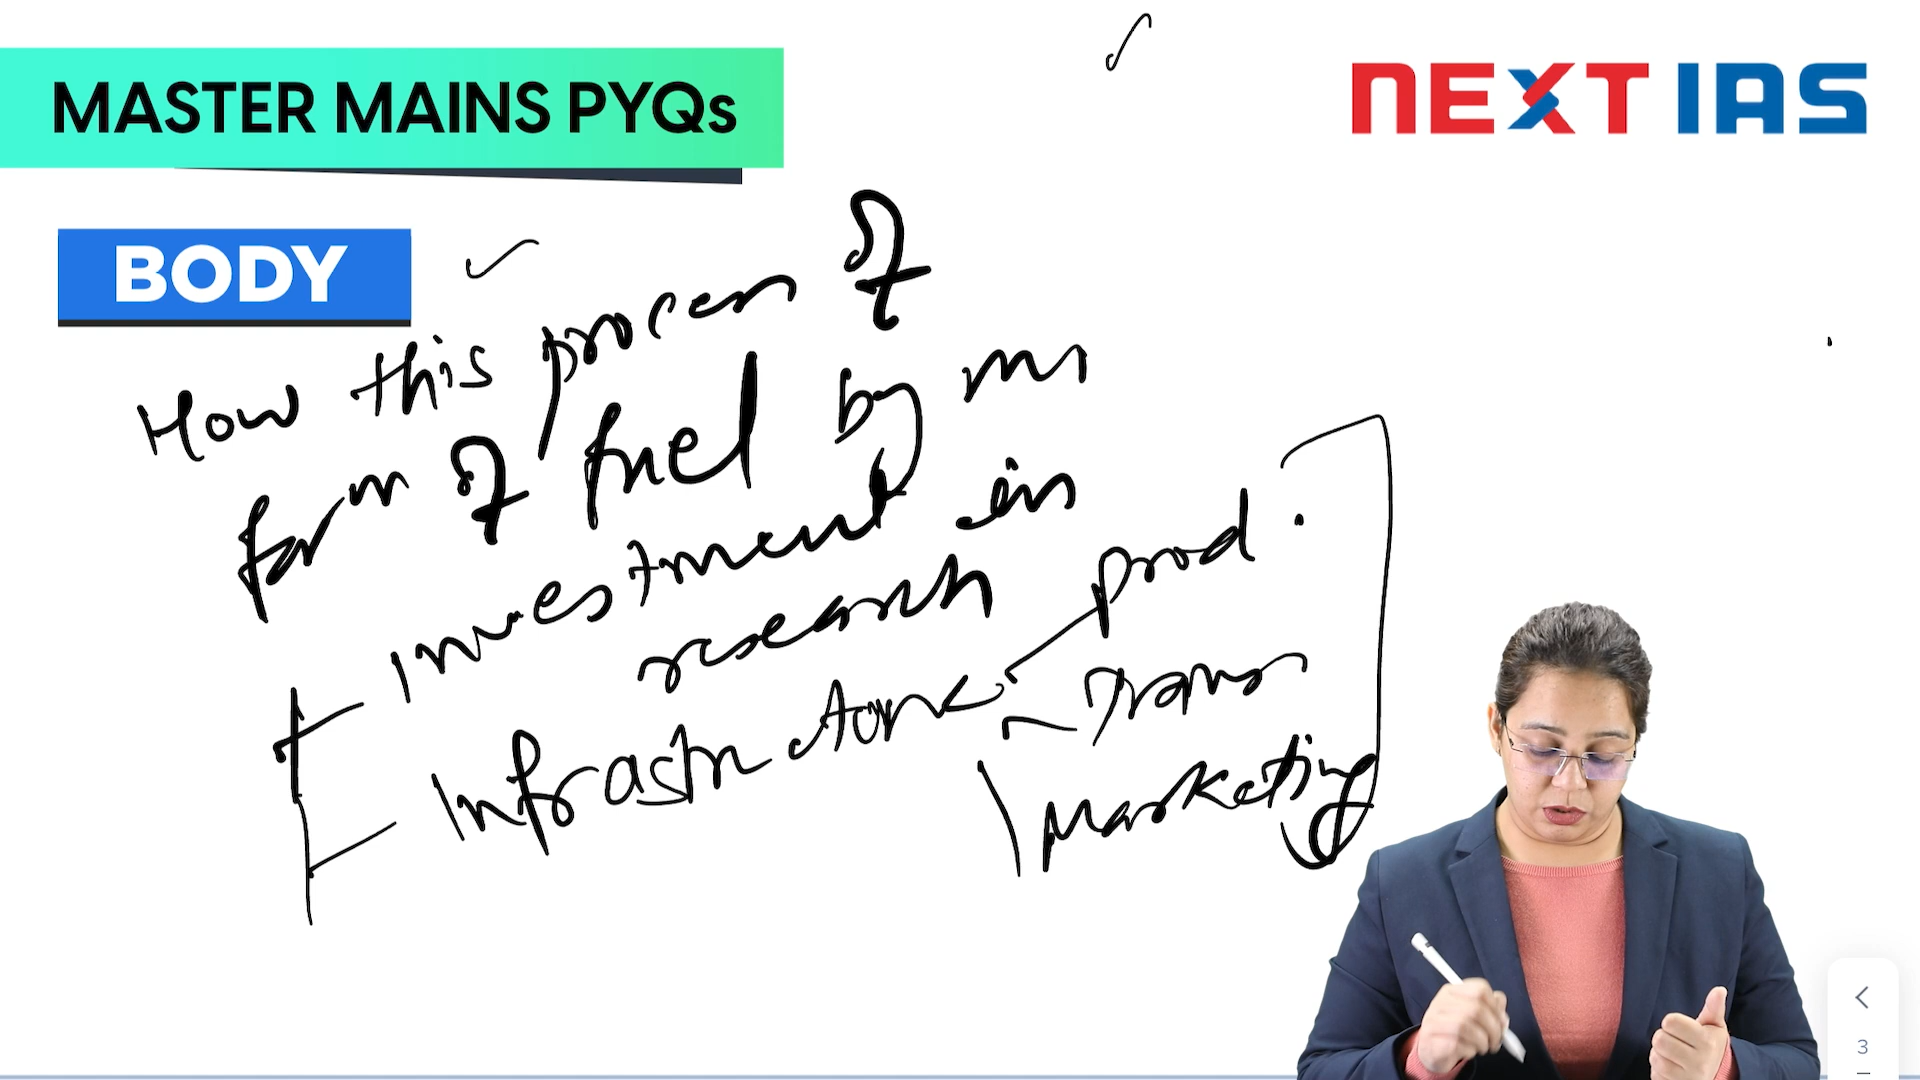 MASTER MAINS PYQs
NEXT IAS
BODY
How this process of
form of fuel by
Investment in
research
Infrastructure
prod.
Trans
Marketing
3